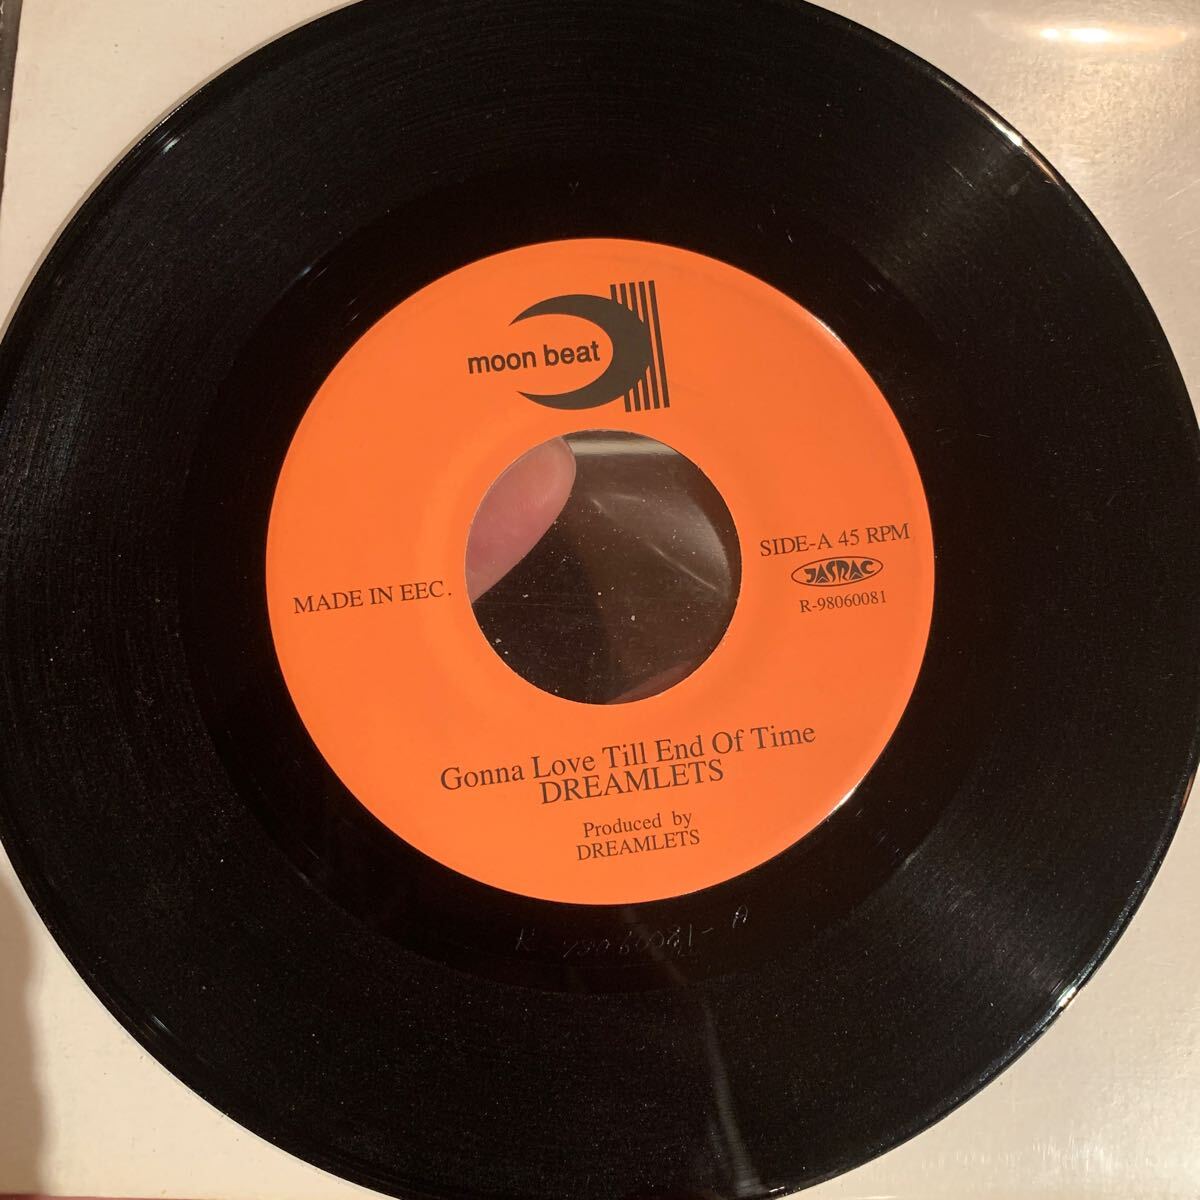 moon beat
SIDE-A 45 RPM
JASRAC
R-98060081
MADE IN EEC.
Gonna Love Till End Of Time
DREAMLETS
Produced by
DREAMLETS